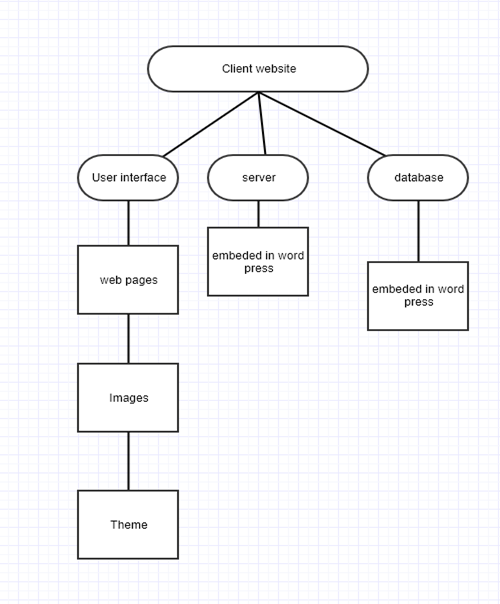 Client website
User interface
server
database
embeded in word
press
web pages
embeded in word
press
Images
Theme